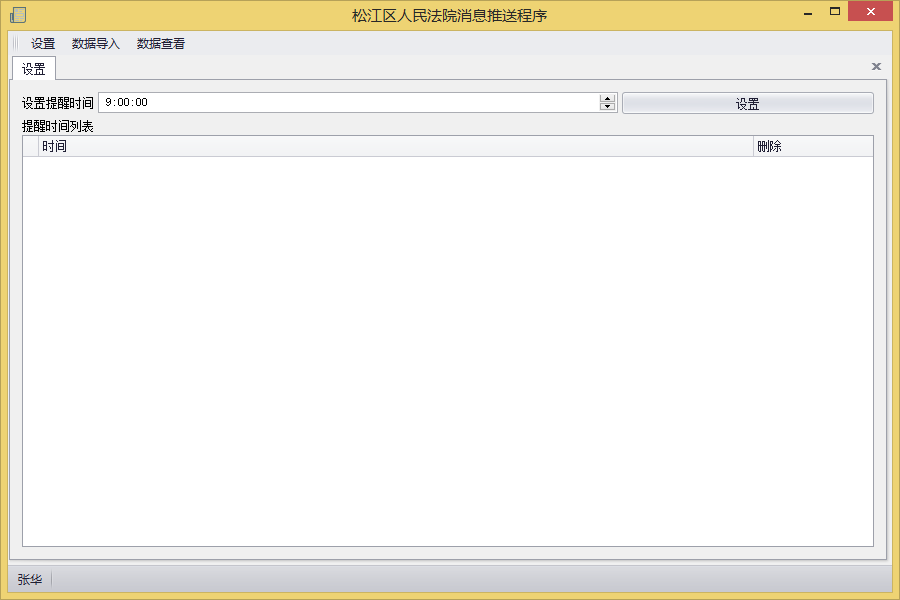 松江区人民法院消息推送程序
设置 数据导入 数据查看
设置
设置提醒时间 9:00:00 设置
提醒时间列表
时间 删除
张华